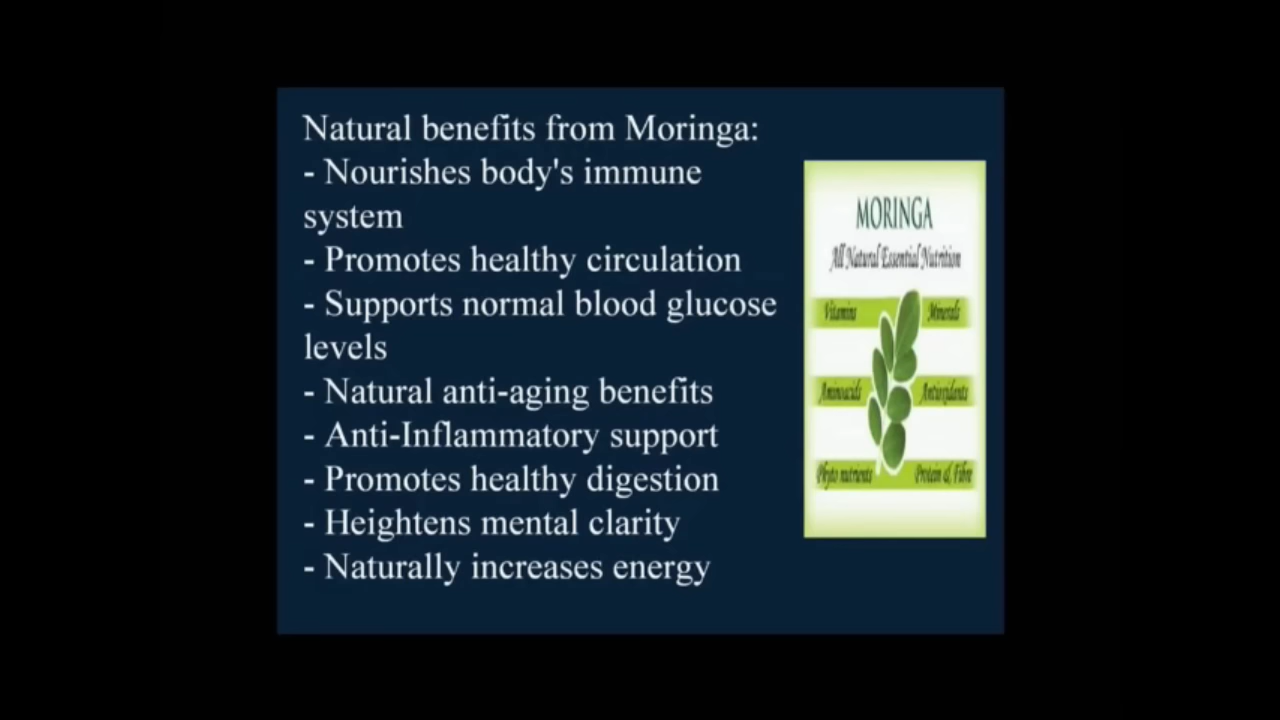 Natural benefits from Moringa:
- Nourishes body's immune
system
- Promotes healthy circulation
- Supports normal blood glucose
levels
- Natural anti-aging benefits
- Anti-Inflammatory support
- Promotes healthy digestion
- Heightens mental clarity
- Naturally increases energy
MORINGA
All Natural Essential Nutrition
Vitamins Minerals
Aminoacids Antioxidants
Phyto nutrients Protein & Fibre